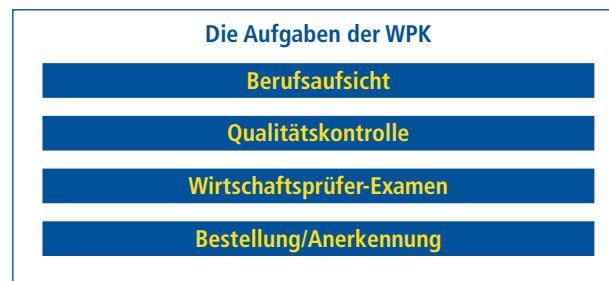 Die Aufgaben der WPK
Berufsaufsicht
Qualitätskontrolle
Wirtschaftsprüfer-Examen
Bestellung/Anerkennung